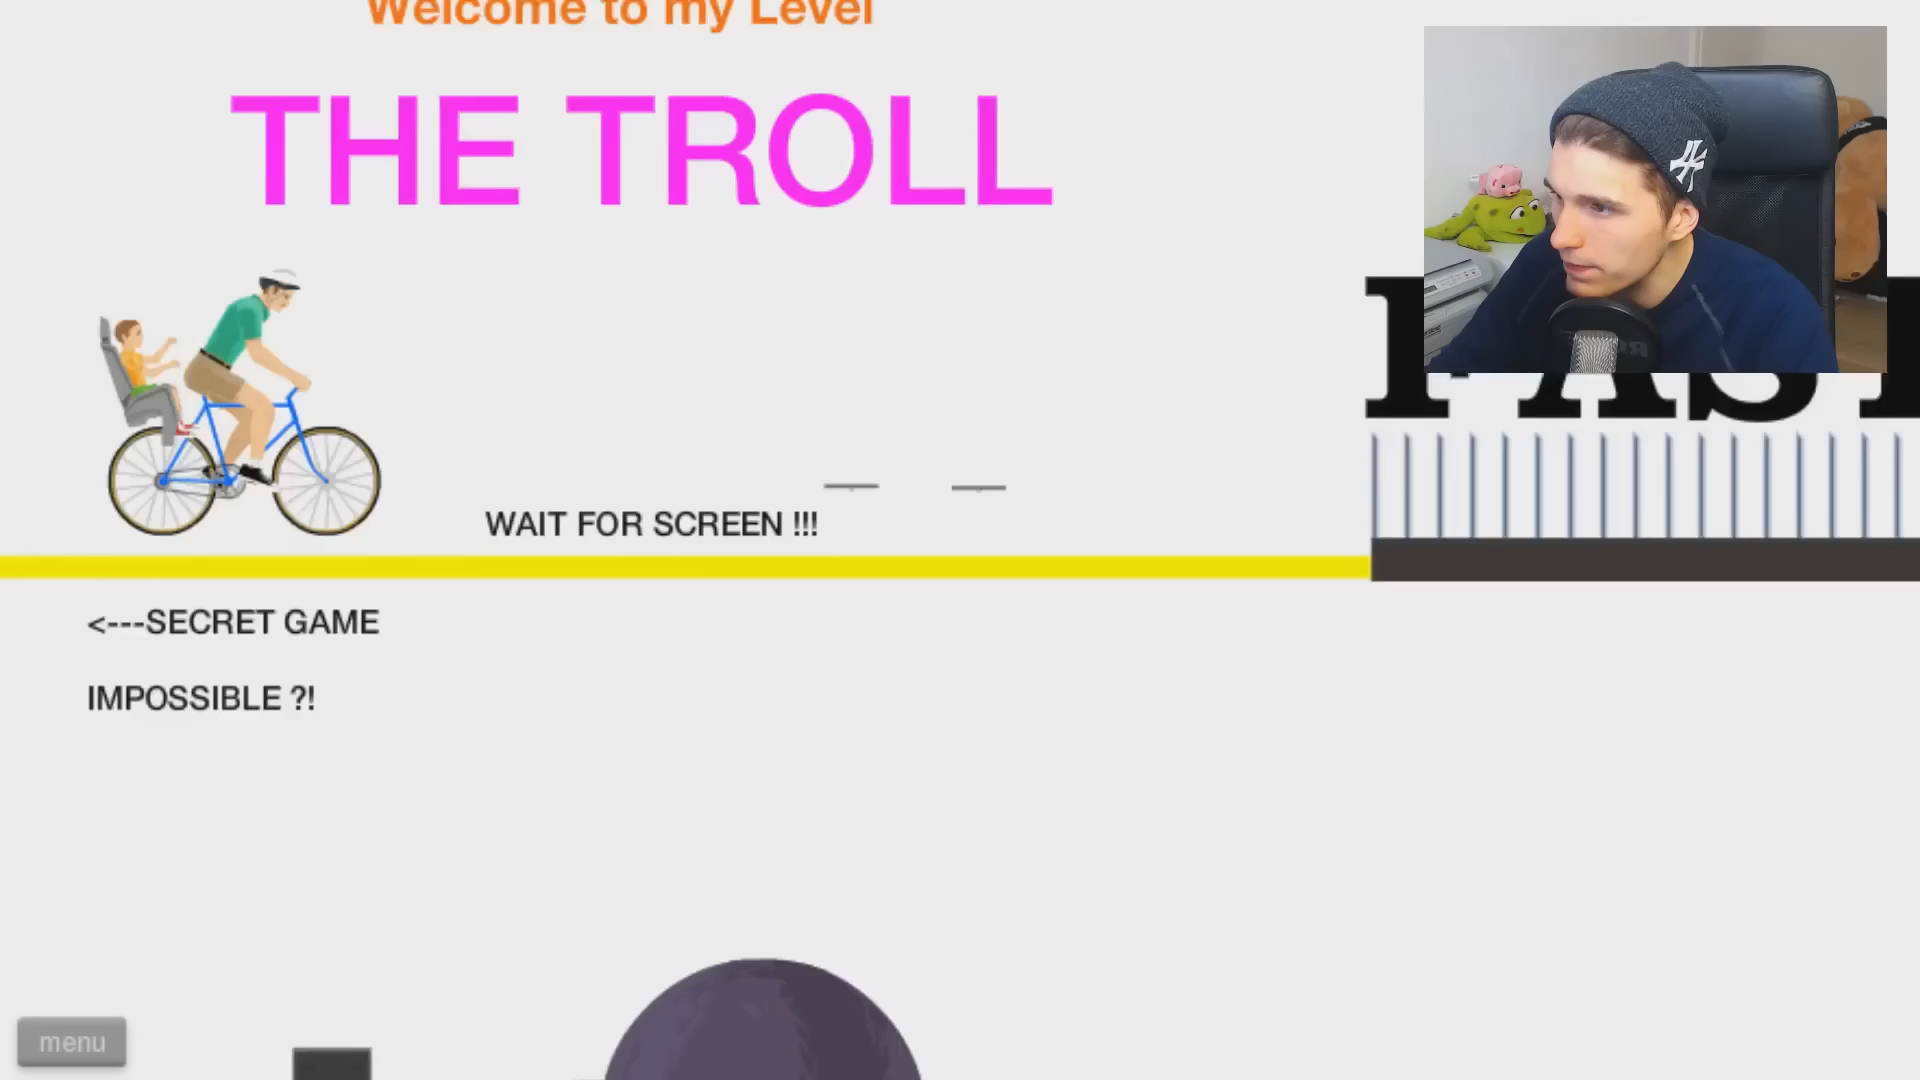 Welcome to my Level
THE TROLL
WAIT FOR SCREEN !!!
<---SECRET GAME
IMPOSSIBLE ?!
menu